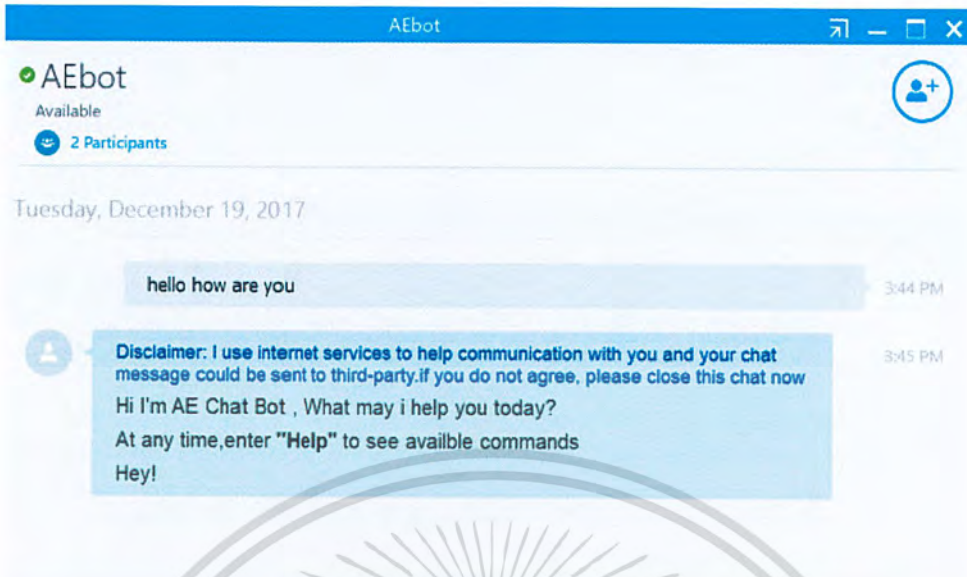 AEbot
AEbot
Available
2 Participants
Tuesday, December 19, 2017
hello how are you
3:44 PM
Disclaimer: I use internet services to help communication with you and your chat
3:45 PM
message could be sent to third-party.if you do not agree, please close this chat now
Hi I'm AE Chat Bot , What may i help you today?
At any time,enter "Help" to see availble commands
Hey!